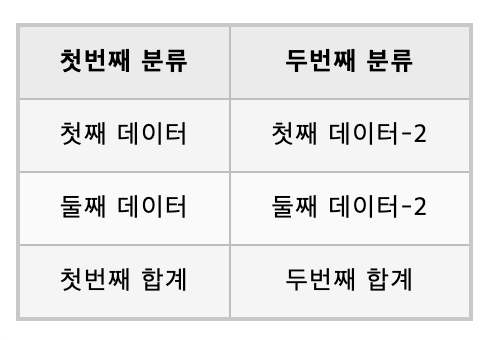 첫번째 분류 두번째 분류
첫째 데이터 첫째 데이터-2
둘째 데이터 둘째 데이터-2
첫번째 합계 두번째 합계